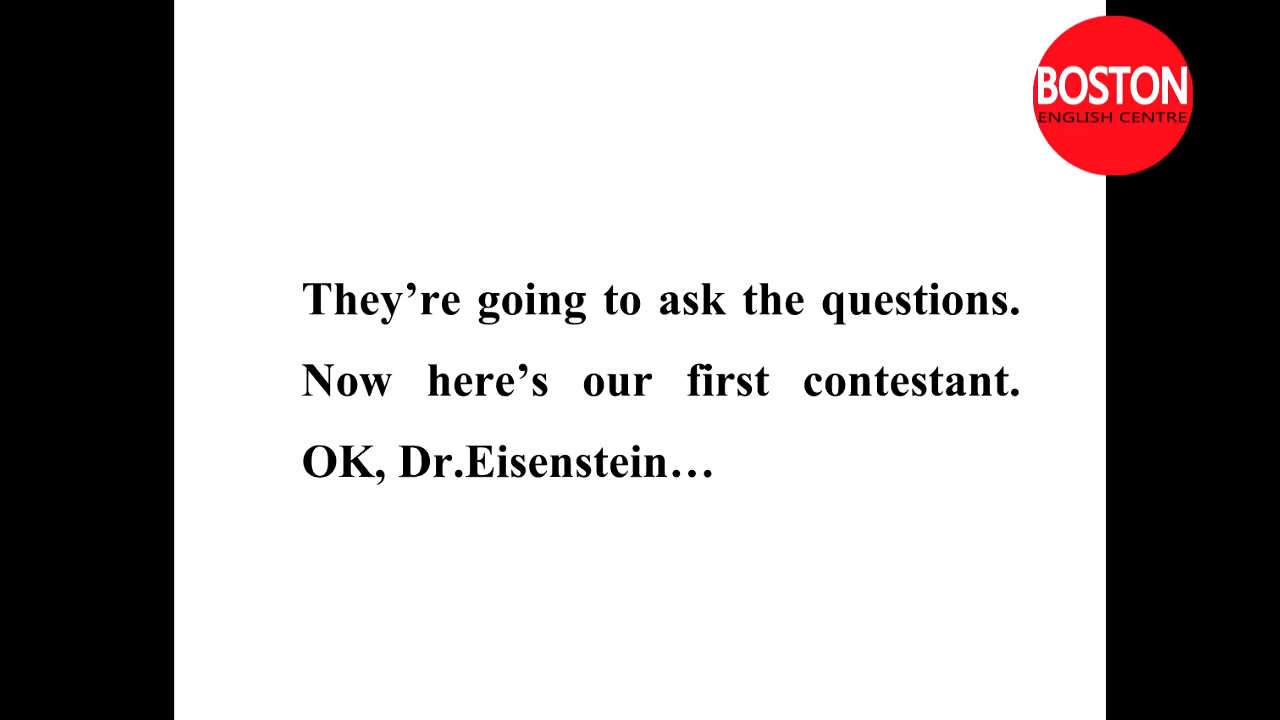 BOSTON
ENGLISH CENTRE
They’re going to ask the questions.
Now here’s our first contestant.
OK, Dr.Eisenstein…